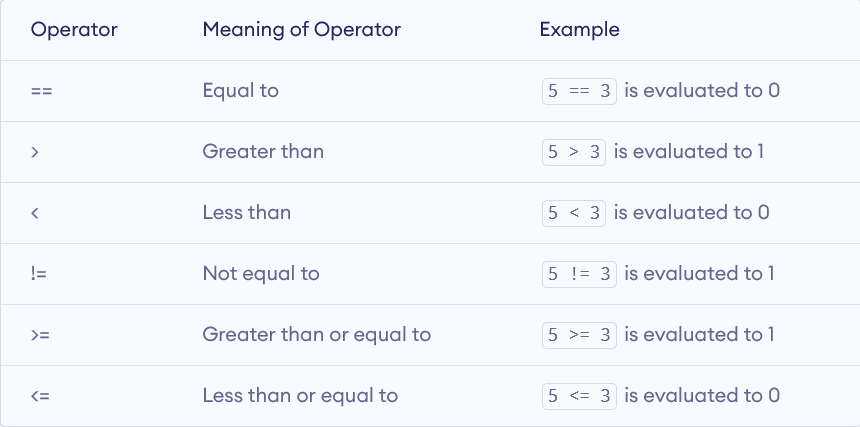 Operator Meaning of Operator Example
== Equal to 5 == 3 is evaluated to 0
> Greater than 5 > 3 is evaluated to 1
< Less than 5 < 3 is evaluated to 0
!= Not equal to 5 != 3 is evaluated to 1
>= Greater than or equal to 5 >= 3 is evaluated to 1
<= Less than or equal to 5 <= 3 is evaluated to 0